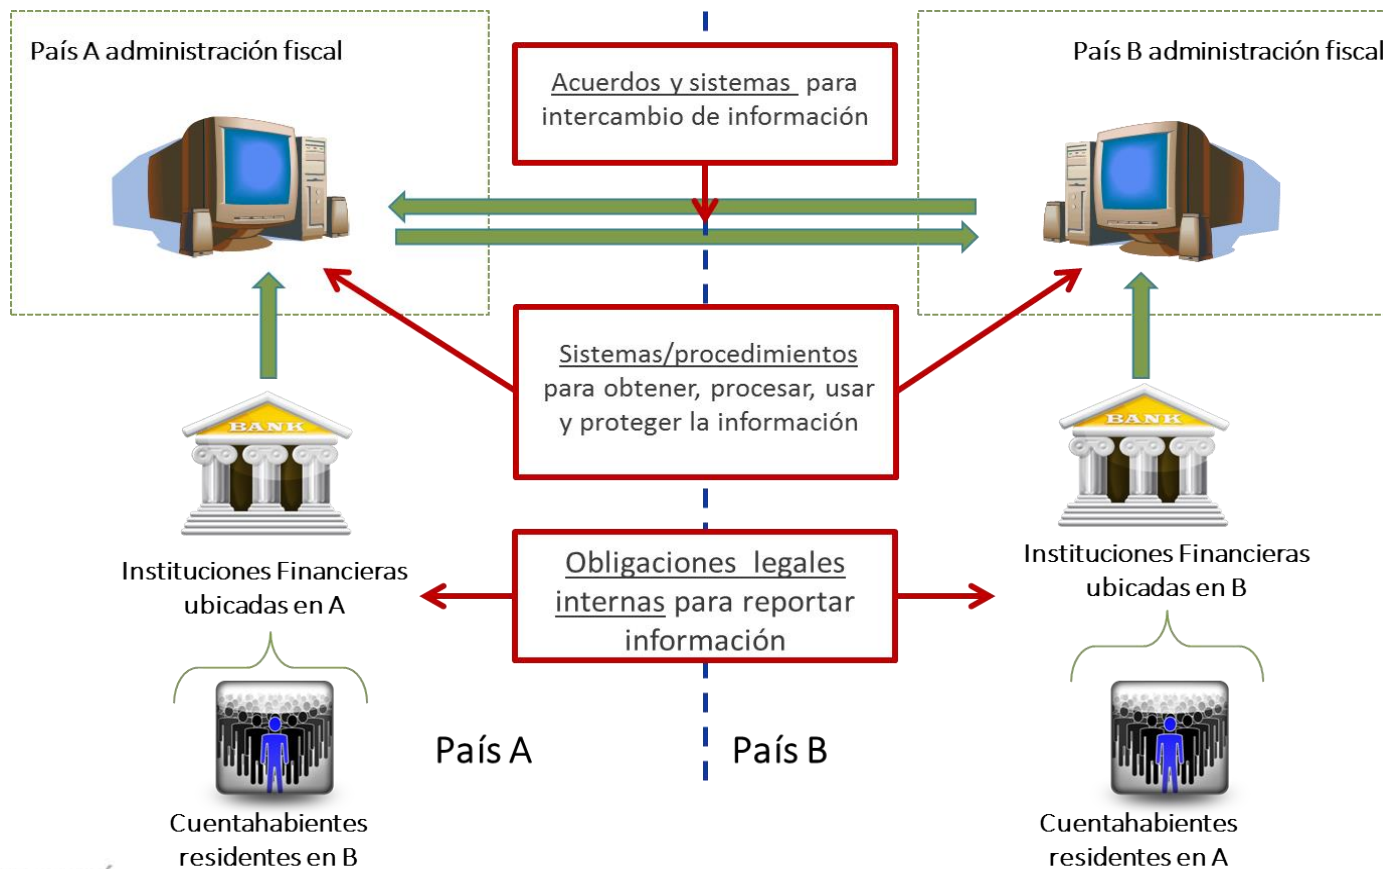 País A administración fiscal
País B administración fiscal
Acuerdos y sistemas para
intercambio de información
Sistemas/procedimientos
para obtener, procesar, usar
y proteger la información
BANK
BANK
Instituciones Financieras
ubicadas en A
Instituciones Financieras
ubicadas en B
Obligaciones legales
internas para reportar
información
País A
País B
Cuentahabientes
residentes en B
Cuentahabientes
residentes en A